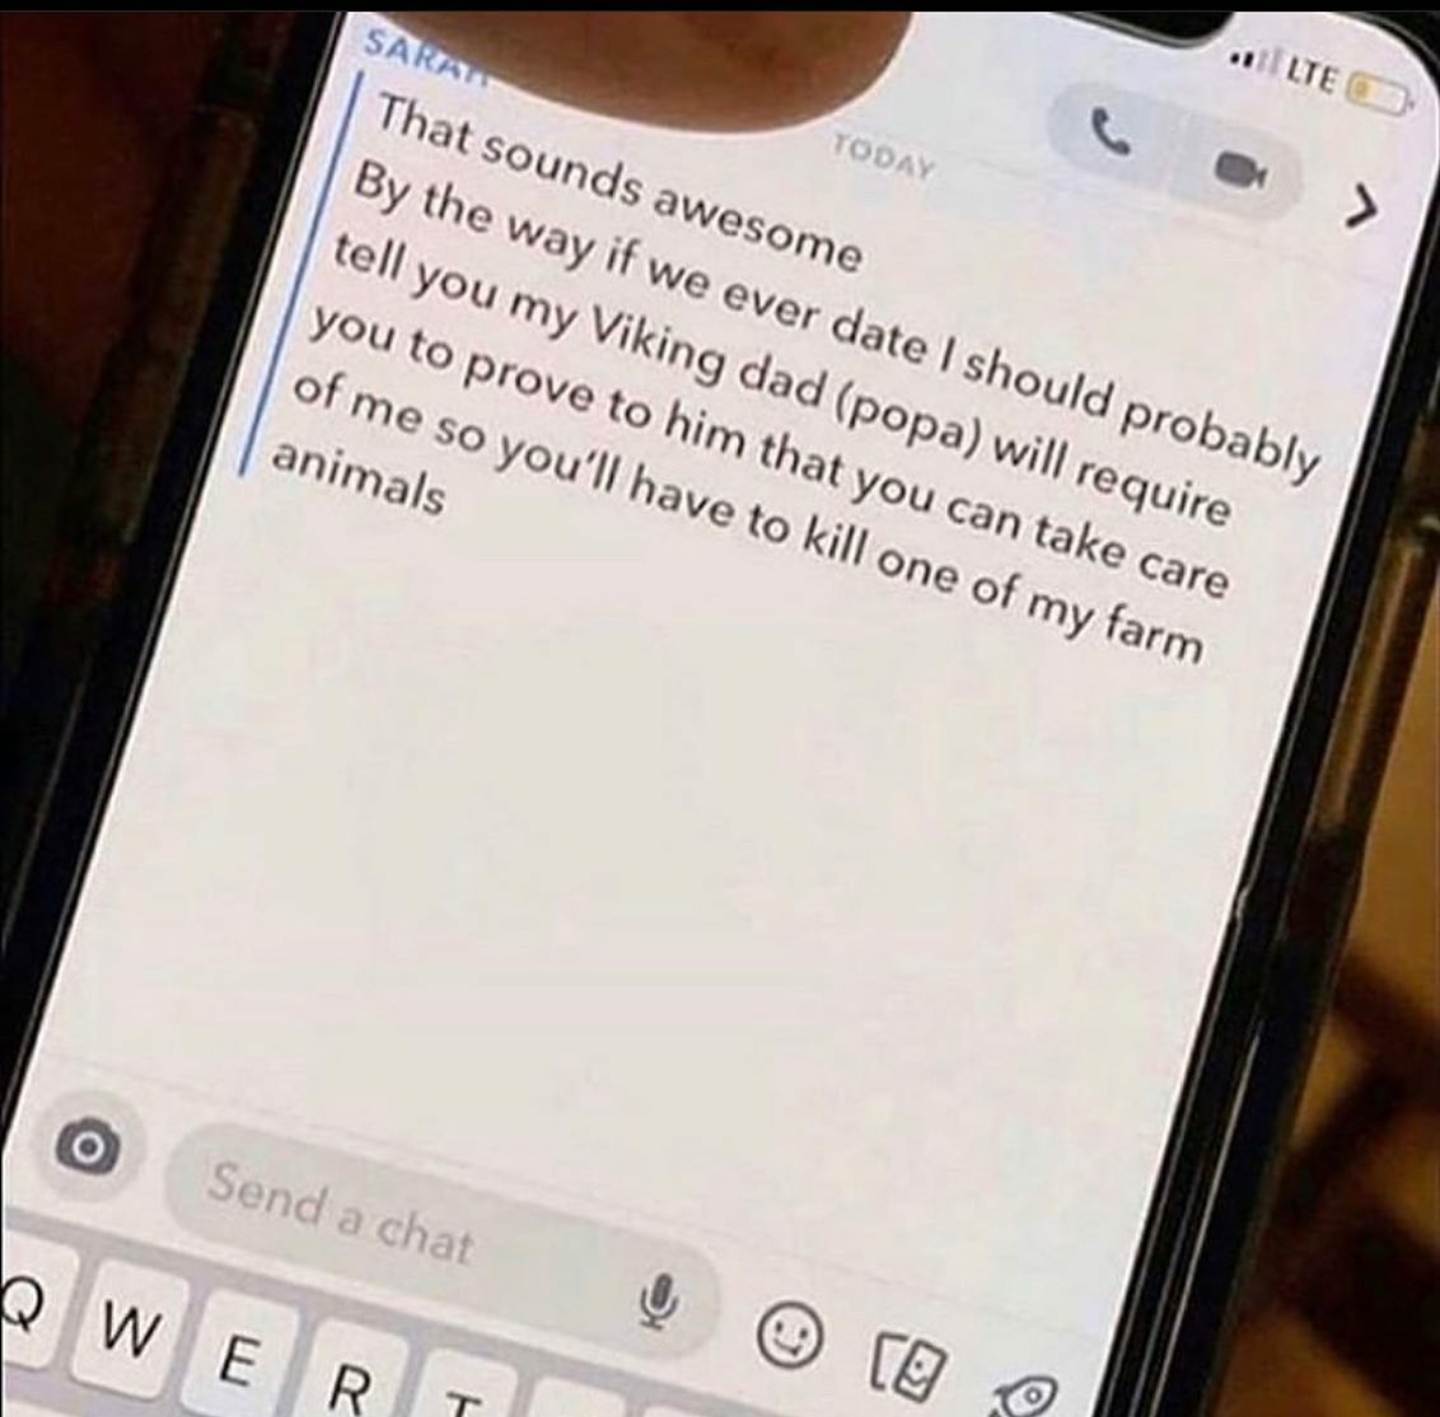 SARAH
LTE
TODAY
That sounds awesome
By the way if we ever date I should probably
tell you my Viking dad (popa) will require
you to prove to him that you can take care
of me so you'll have to kill one of my farm
animals
Send a chat
Q W E R T